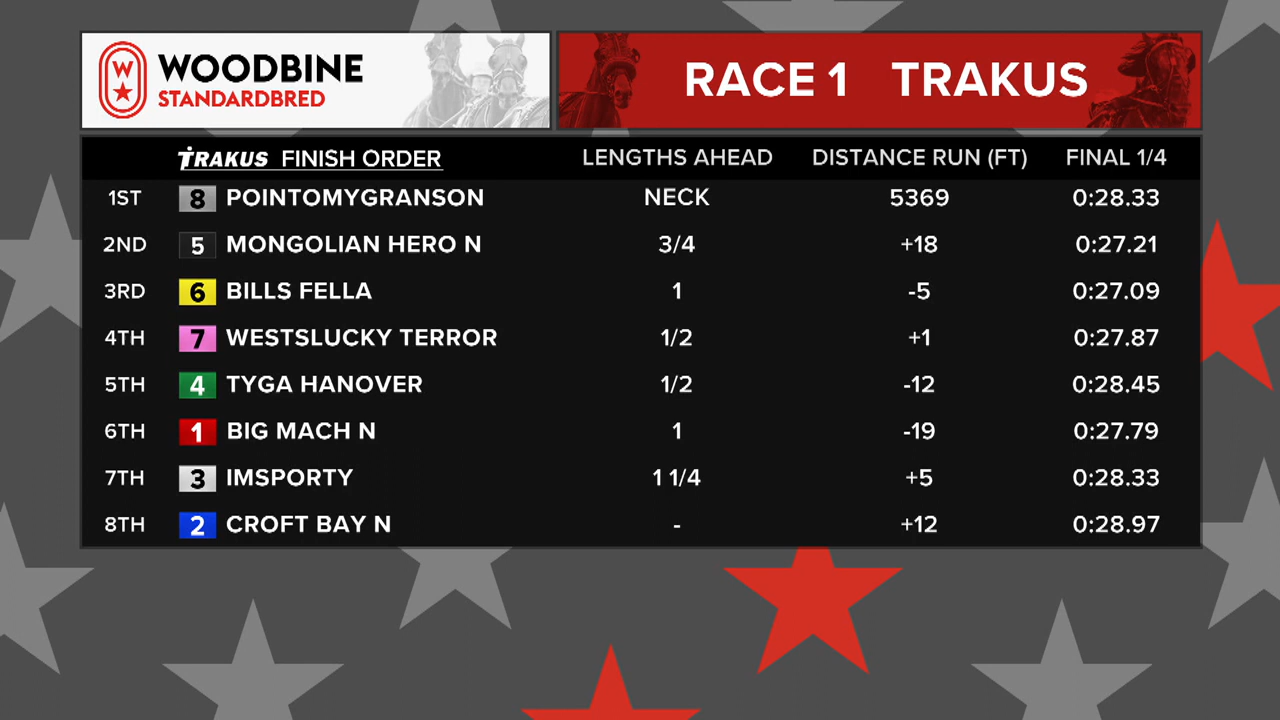 WOODBINE
STANDARDBRED
W
RACE 1 TRAKUS
TRAKUS FINISH ORDER LENGTHS AHEAD DISTANCE RUN (FT) FINAL 1/4
1ST 8 POINTOMYGRANSON NECK 5369 0:28.33
2ND 5 MONGOLIAN HERO N 3/4 +18 0:27.21
3RD 6 BILLS FELLA 1 -5 0:27.09
4TH 7 WESTSLUCKY TERROR 1/2 +1 0:27.87
5TH 4 TYGA HANOVER 1/2 -12 0:28.45
6TH 1 BIG MACH N 1 -19 0:27.79
7TH 3 IMSPORTY 1 1/4 +5 0:28.33
8TH 2 CROFT BAY N - +12 0:28.97